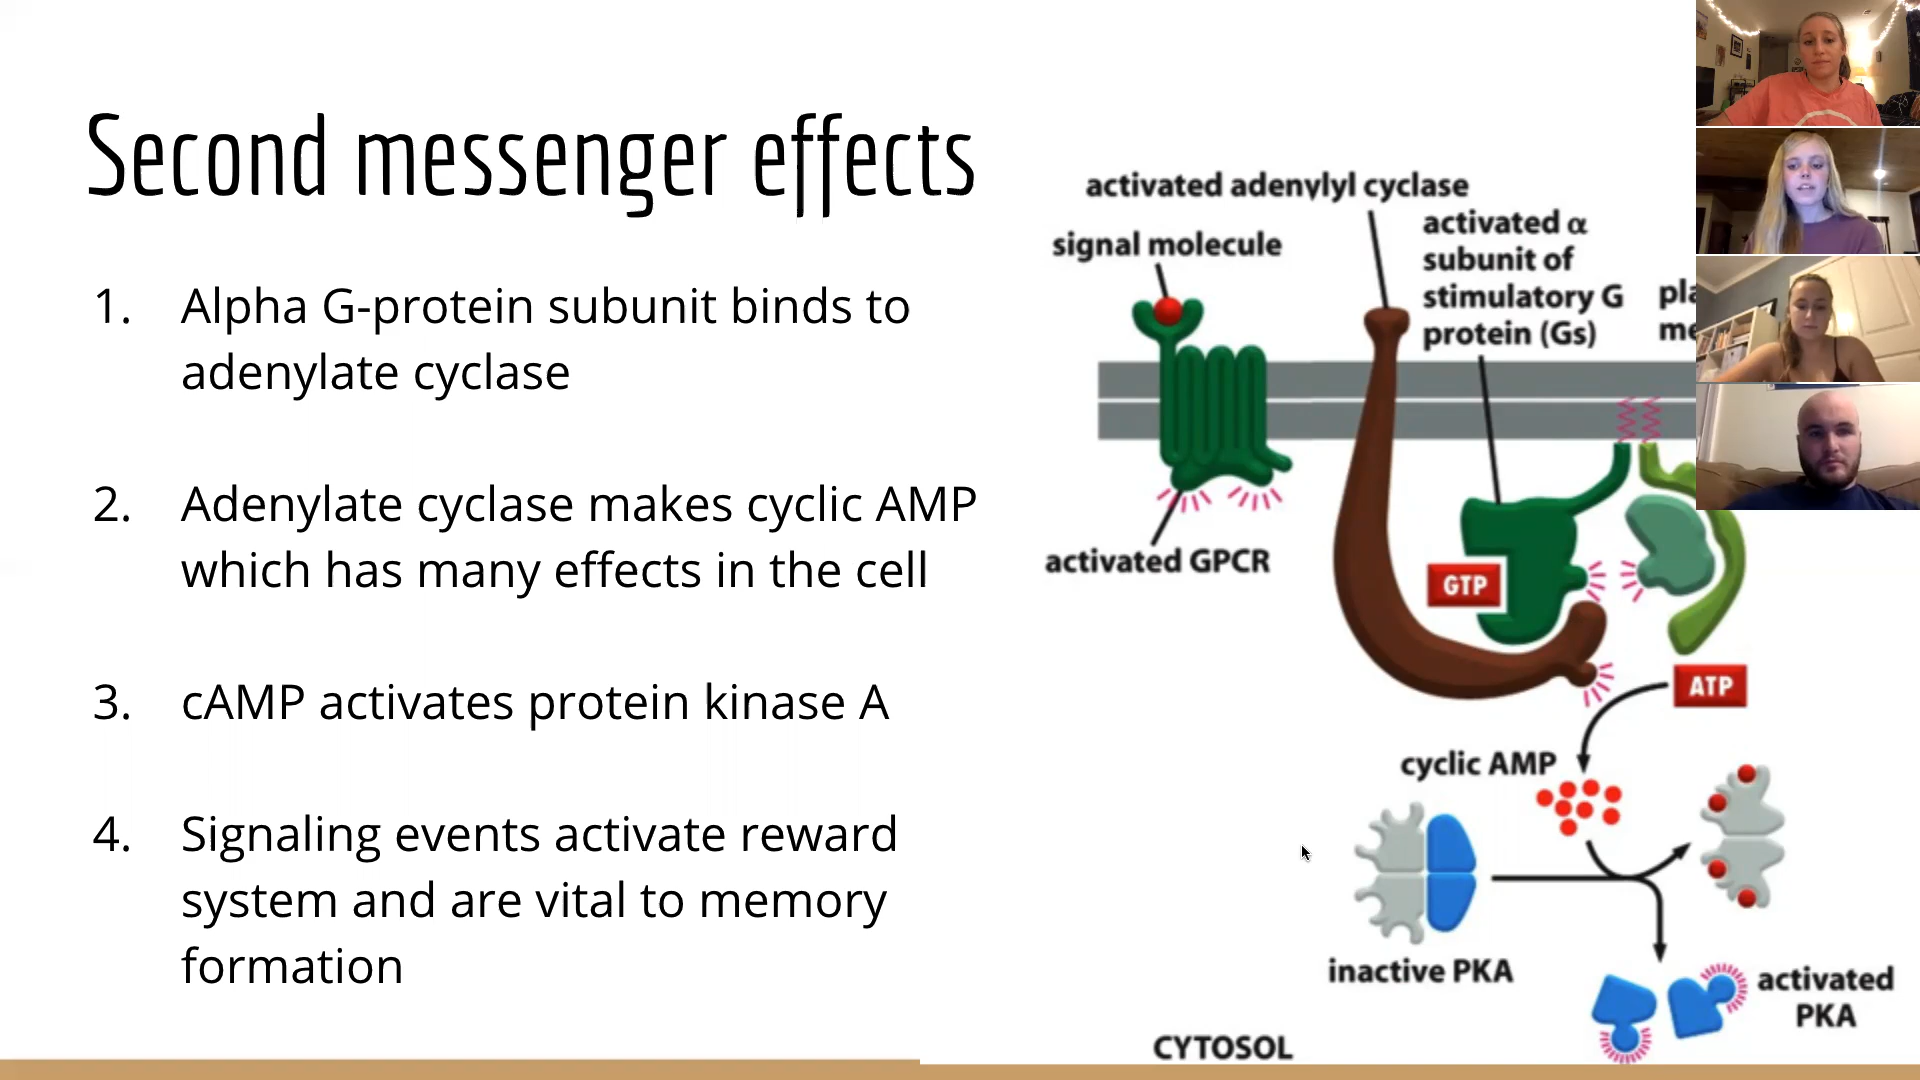 Second messenger effects
1. Alpha G-protein subunit binds to
adenylate cyclase
2. Adenylate cyclase makes cyclic AMP
which has many effects in the cell
3. cAMP activates protein kinase A
4. Signaling events activate reward
system and are vital to memory
formation
activated adenylyl cyclase
signal molecule
activated α
subunit of
stimulatory G
protein (Gs)
activated GPCR
GTP
ATP
cyclic AMP
inactive PKA
activated
PKA
CYTOSOL